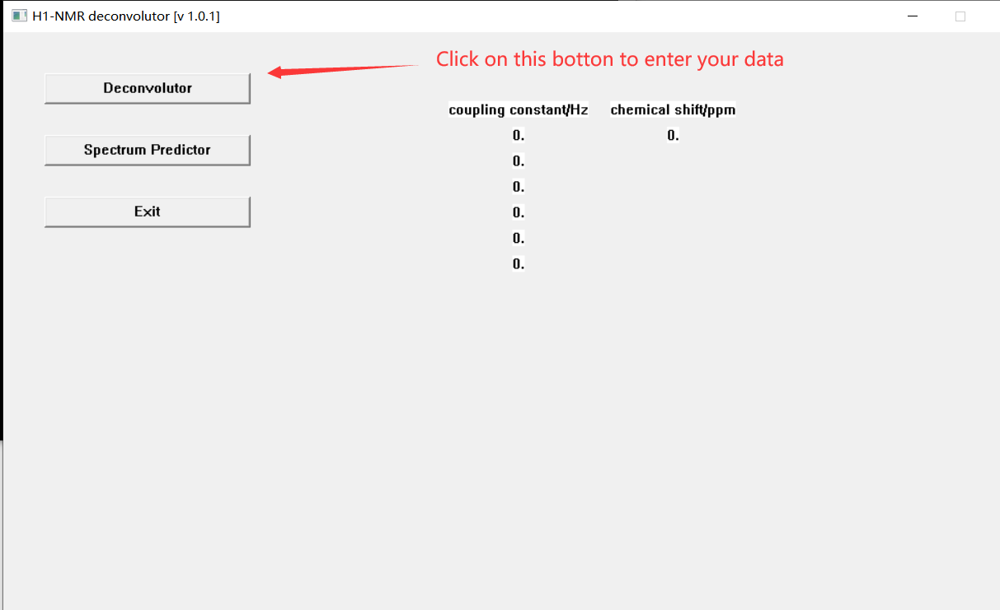 H1-NMR deconvolutor [v 1.0.1]
Click on this botton to enter your data
Deconvolutor
coupling constant/Hz chemical shift/ppm
0. 0.
Spectrum Predictor
0.
0.
Exit
0.
0.
0.